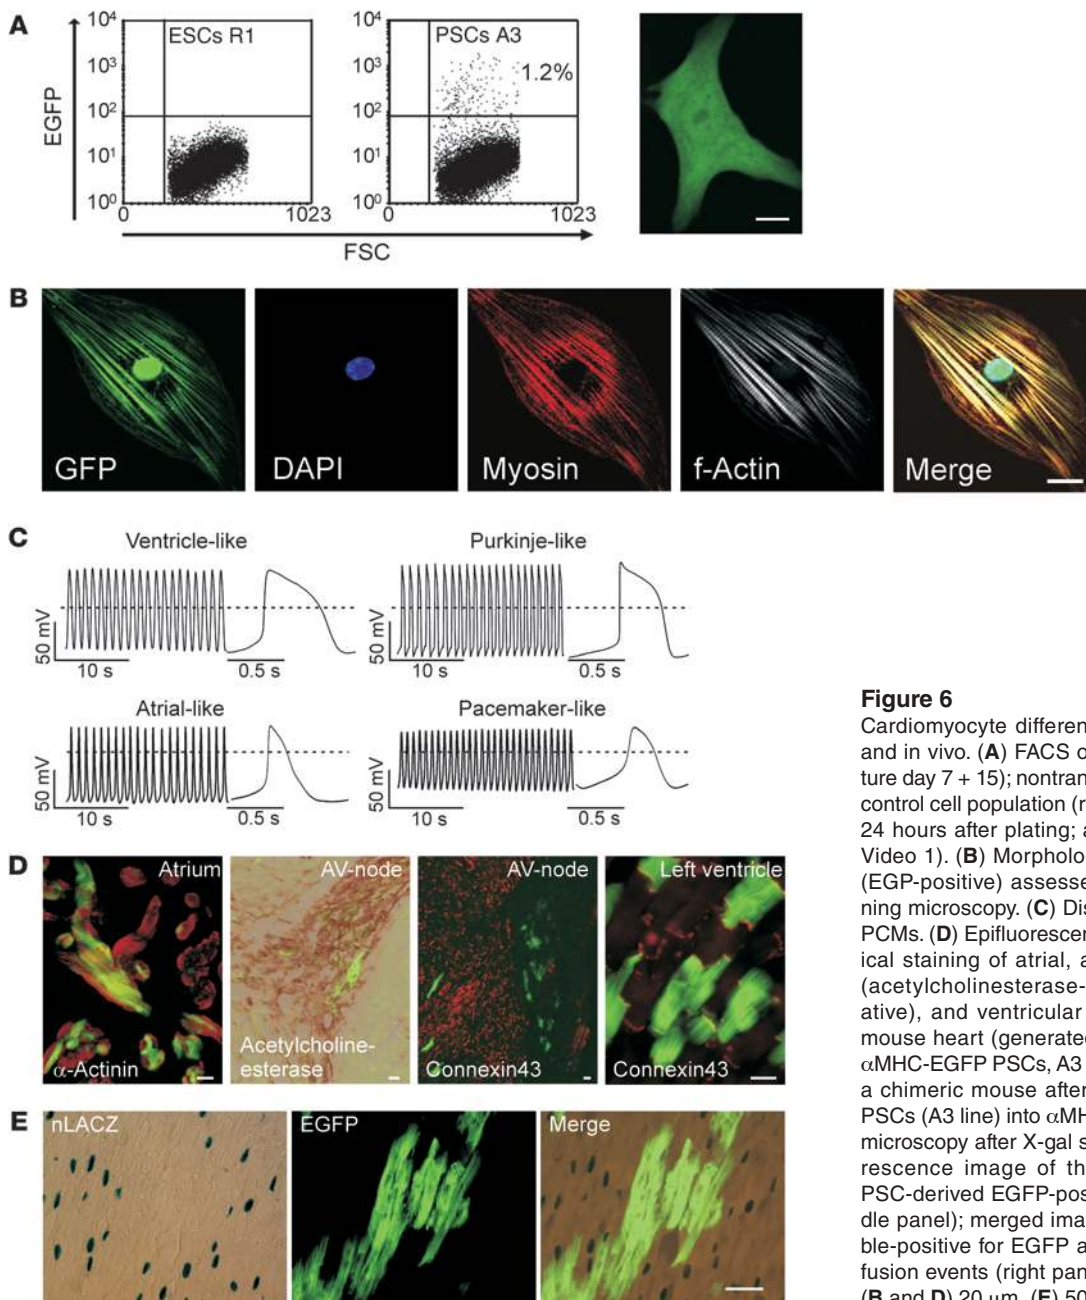 A
EGFP
10⁴
10³
10²
10¹
10⁰
ESCs R1
0
1023
10⁴
10³
10²
10¹
10⁰
PSCs A3
1.2%
0
1023
FSC
B
GFP
DAPI
Myosin
f-Actin
Merge
C
Ventricle-like
50 mV
10 s
0.5 s
Purkinje-like
50 mV
10 s
0.5 s
Atrial-like
50 mV
10 s
0.5 s
Pacemaker-like
50 mV
10 s
0.5 s
D
Atrium
α-Actinin
AV-node
Acetylcholine-
esterase
AV-node
Connexin43
Left ventricle
Connexin43
E
nLACZ
EGFP
Merge
Figure 6
Cardiomyocyte differen
and in vivo. (A) FACS o
ture day 7 + 15); nontran
control cell population (r
24 hours after plating; a
Video 1). (B) Morpholo
(EGP-positive) assesse
ning microscopy. (C) Dis
PCMs. (D) Epifluorescen
ical staining of atrial, a
(acetylcholinesterase-
ative), and ventricular
mouse heart (generated
αMHC-EGFP PSCs, A3
a chimeric mouse after
PSCs (A3 line) into αMH
microscopy after X-gal s
rescence image of th
PSC-derived EGFP-pos
dle panel); merged ima
ble-positive for EGFP a
fusion events (right pan
(B and D) 20 μm. (E) 50